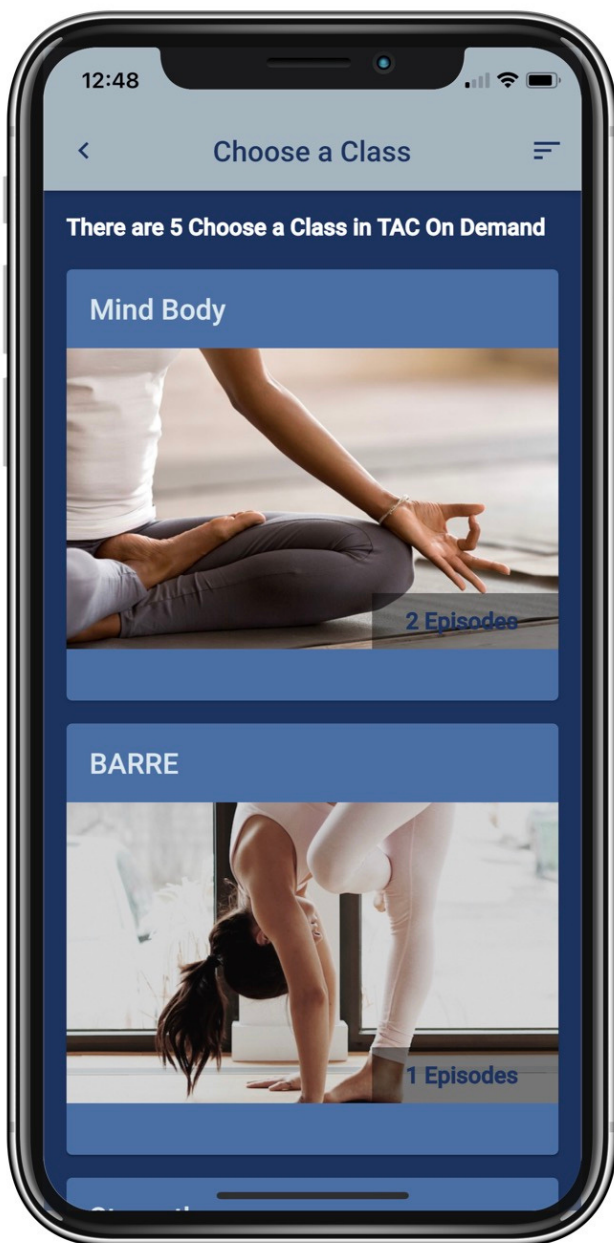 12:48
Choose a Class
There are 5 Choose a Class in TAC On Demand
Mind Body
2 Episodes
BARRE
1 Episodes